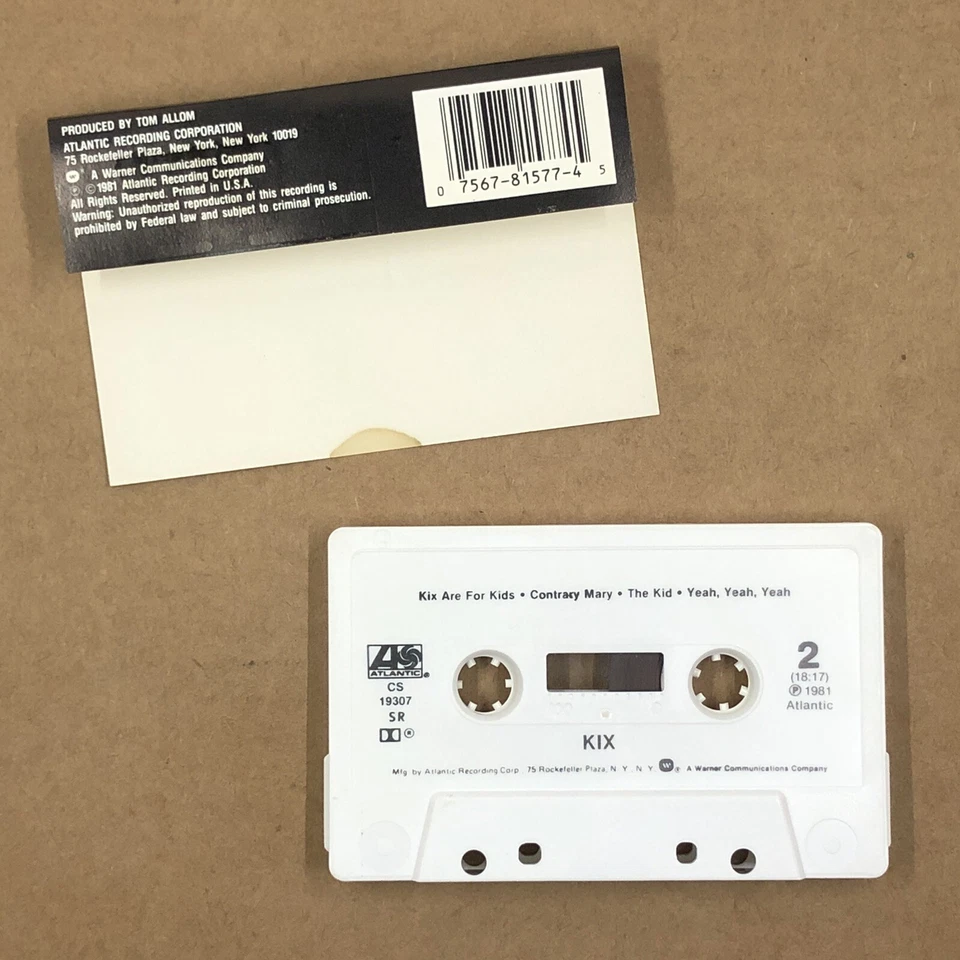 PRODUCED BY TOM ALLOM
ATLANTIC RECORDING CORPORATION
75 Rockefeller Plaza, New York, New York 10019
W ® A Warner Communications Company
℗ ©1981 Atlantic Recording Corporation
All Rights Reserved. Printed in U.S.A.
Warning: Unauthorized reproduction of this recording is
prohibited by Federal law and subject to criminal prosecution.
0 7567-81577-4 5
Kix Are For Kids • Contracy Mary • The Kid • Yeah, Yeah, Yeah
ATLANTIC®
CS
19307
SR
2
(18:17)
℗ 1981
Atlantic
KIX
Mfg. by Atlantic Recording Corp., 75 Rockefeller Plaza, N. Y., N. Y. W ® A Warner Communications Company